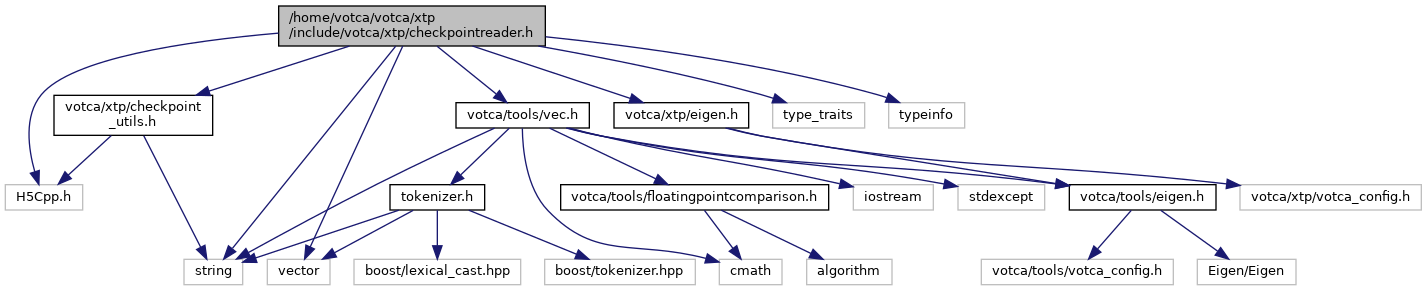 /home/votca/votca/xtp
/include/votca/xtp/checkpointreader.h
votca/xtp/checkpoint
_utils.h
votca/tools/vec.h
votca/xtp/eigen.h
type_traits
typeinfo
H5Cpp.h
tokenizer.h
votca/tools/floatingpointcomparison.h
iostream
stdexcept
votca/tools/eigen.h
votca/xtp/votca_config.h
string
vector
boost/lexical_cast.hpp
boost/tokenizer.hpp
cmath
algorithm
votca/tools/votca_config.h
Eigen/Eigen